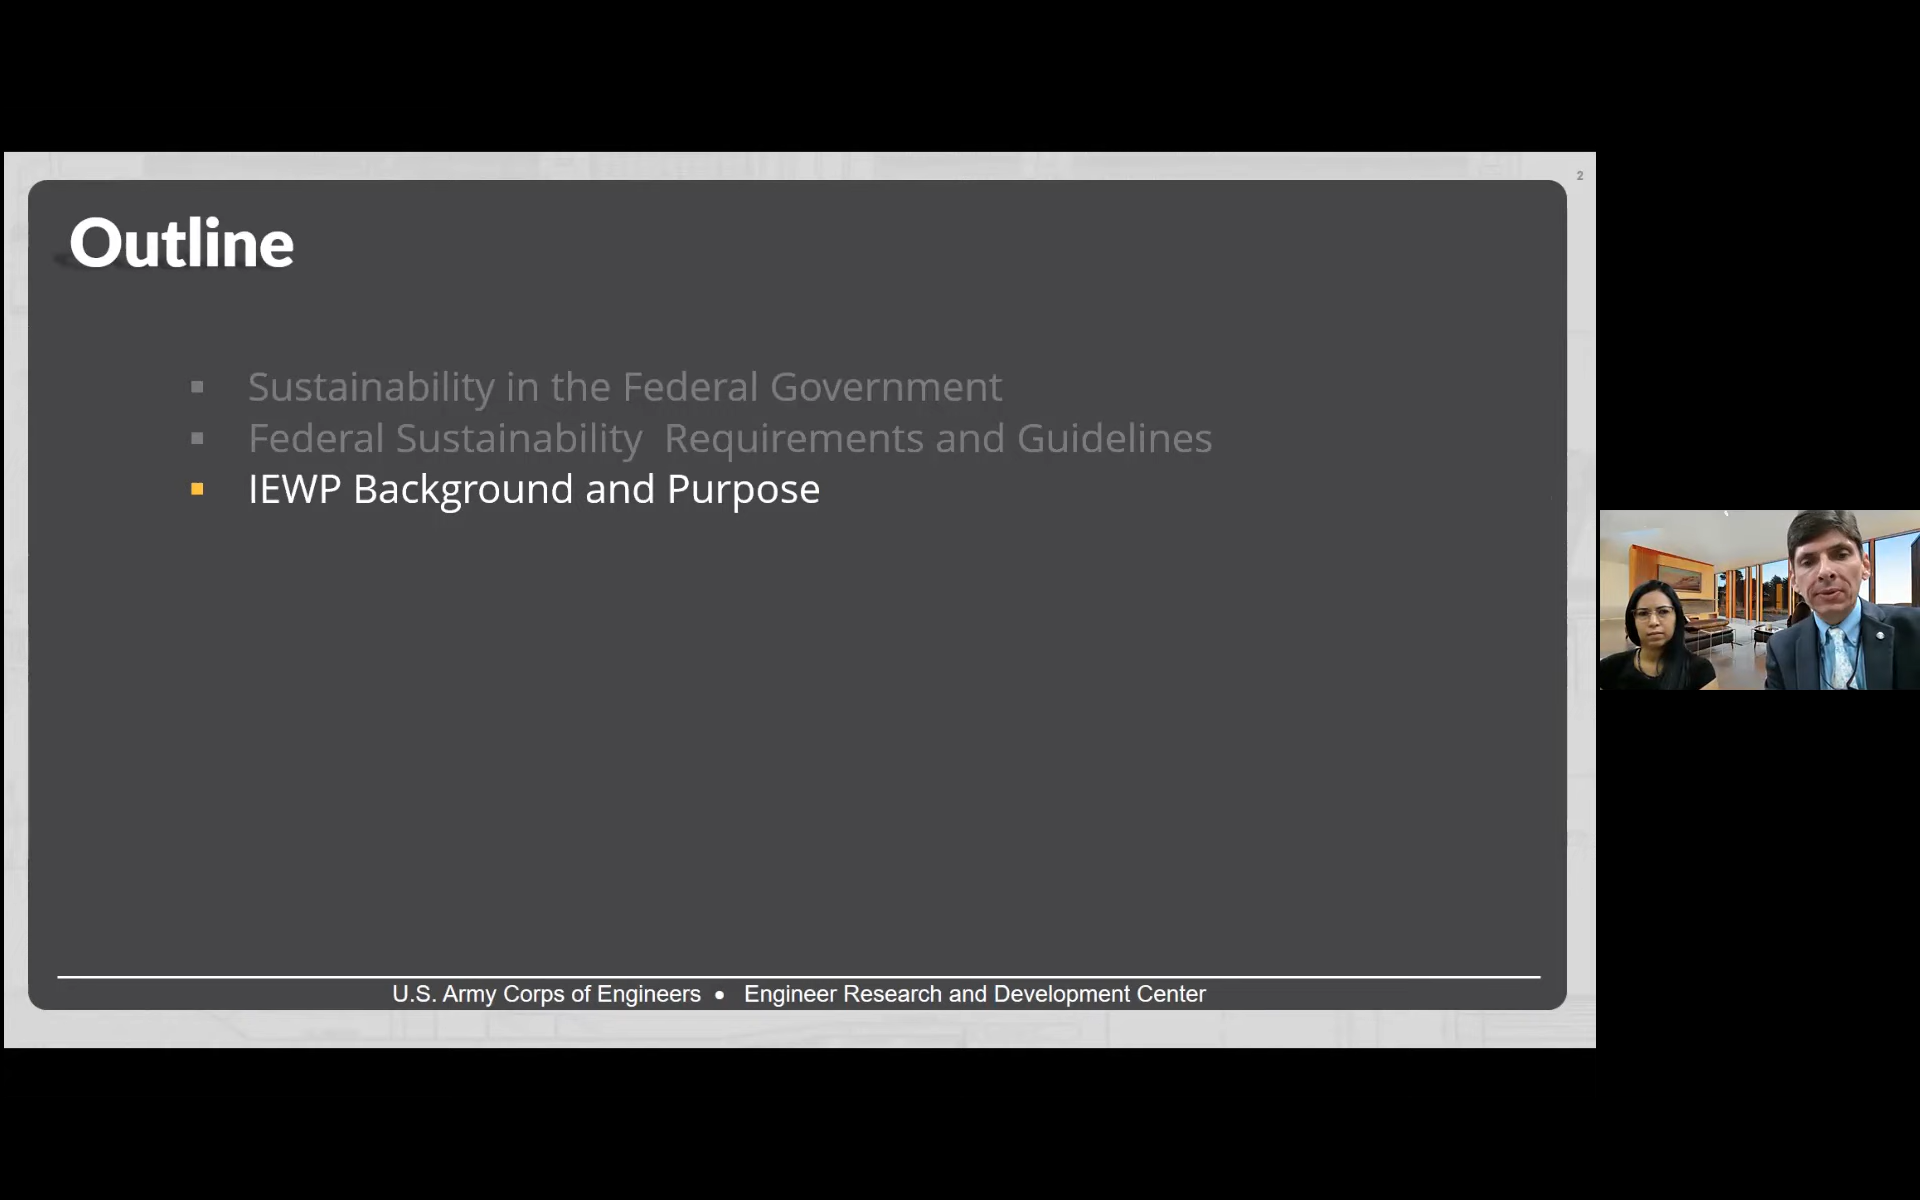 2
Outline
▪ Sustainability in the Federal Government
▪ Federal Sustainability  Requirements and Guidelines
▪ IEWP Background and Purpose
U.S. Army Corps of Engineers ● Engineer Research and Development Center